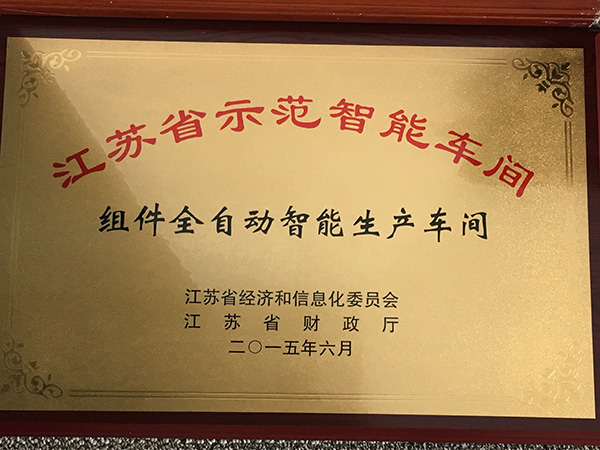 江苏省示范智能车间
组件全自动智能生产车间
江苏省经济和信息化委员会
江苏省财政厅
二〇一五年六月